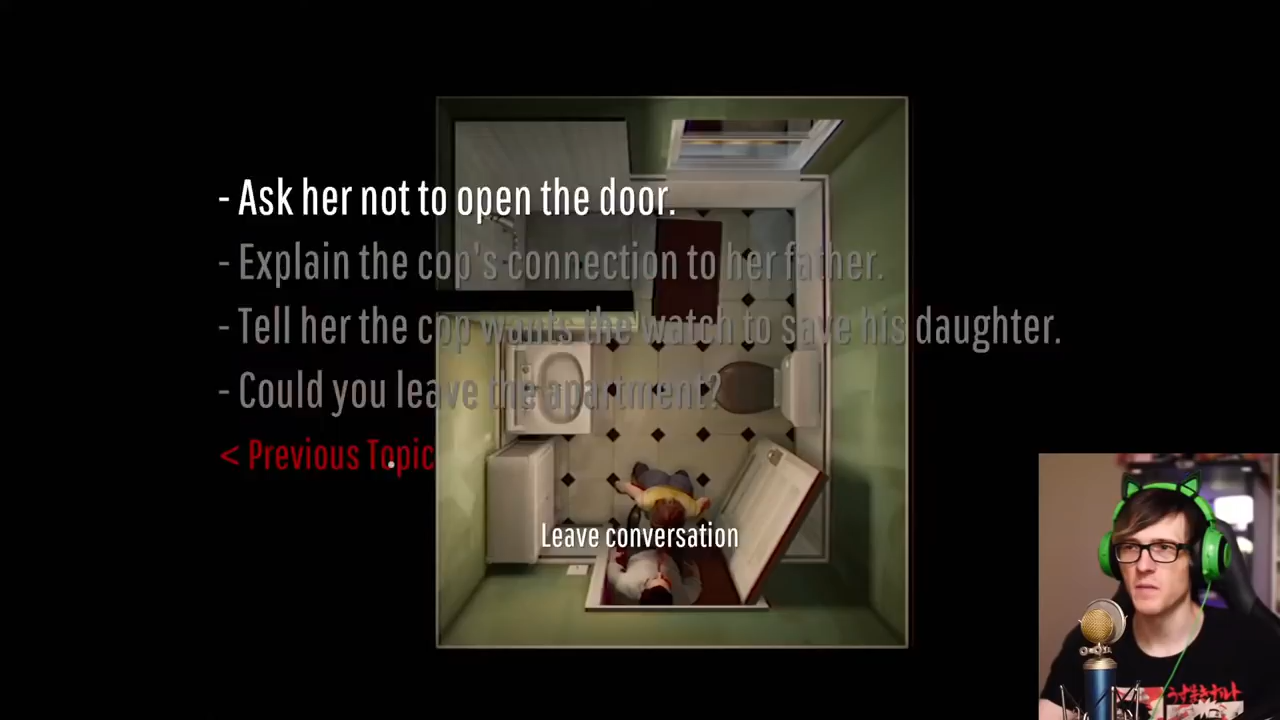 - Ask her not to open the door.
- Explain the cop's connection to her father.
- Tell her the cop wants the watch to save his daughter.
- Could you leave the apartment?
< Previous Topic
Leave conversation